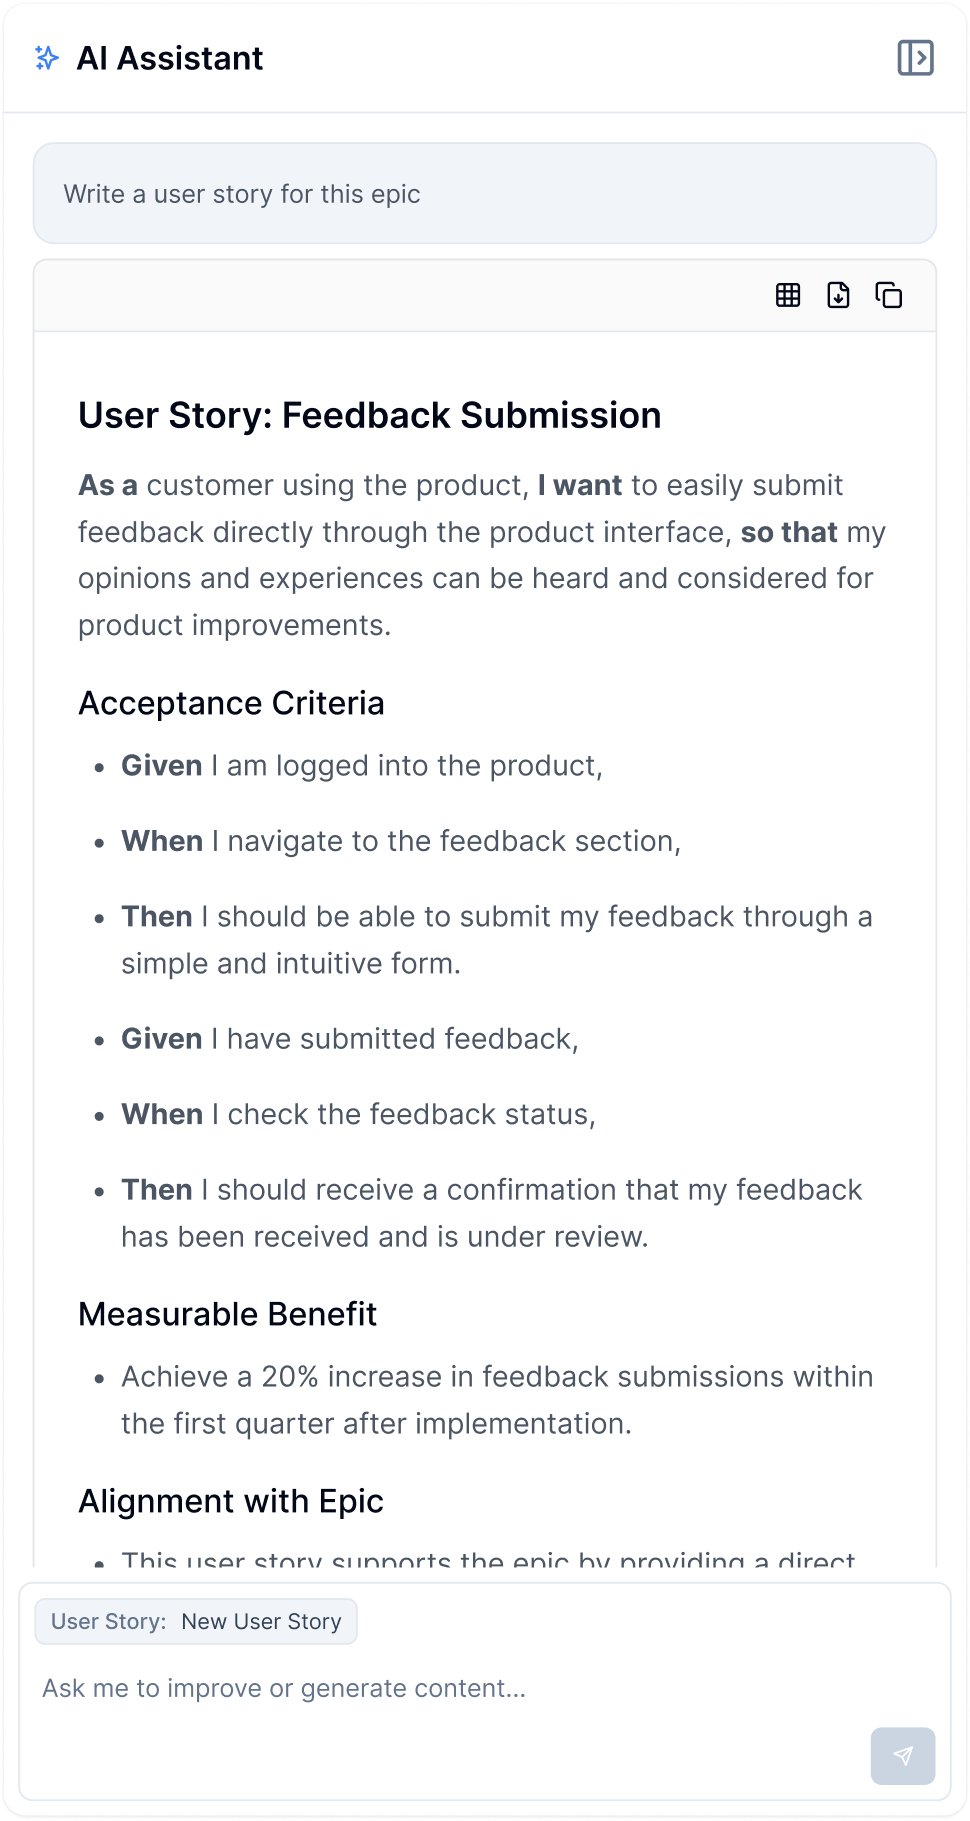 AI Assistant
Write a user story for this epic
User Story: Feedback Submission
As a customer using the product, I want to easily submit
feedback directly through the product interface, so that my
opinions and experiences can be heard and considered for
product improvements.
Acceptance Criteria
• Given I am logged into the product,
• When I navigate to the feedback section,
• Then I should be able to submit my feedback through a
simple and intuitive form.
• Given I have submitted feedback,
• When I check the feedback status,
• Then I should receive a confirmation that my feedback
has been received and is under review.
Measurable Benefit
• Achieve a 20% increase in feedback submissions within
the first quarter after implementation.
Alignment with Epic
• This user story supports the epic by providing a direct
User Story: New User Story
Ask me to improve or generate content...